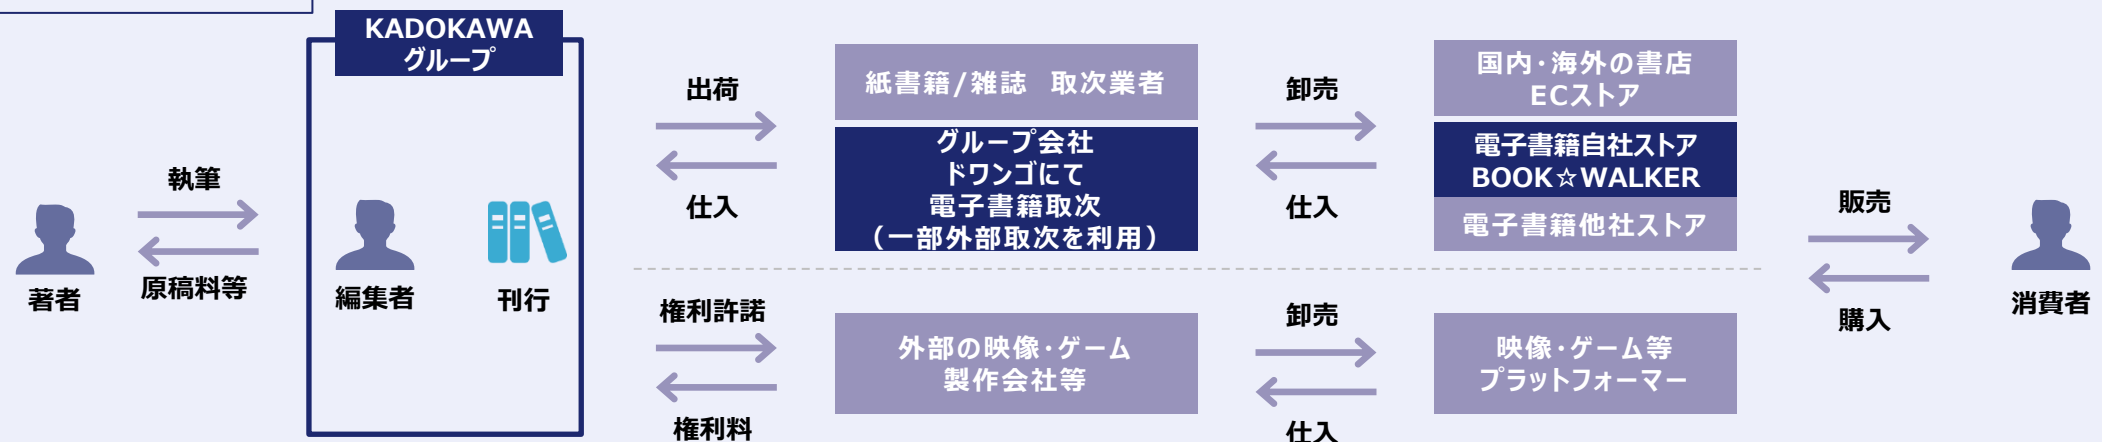 KADOKAWA
グループ
執筆
原稿料等
著者
編集者
刊行
出荷
仕入
紙書籍/雑誌 取次業者
グループ会社
ドワンゴにて
電子書籍取次
（一部外部取次を利用）
卸売
仕入
国内・海外の書店
ECストア
電子書籍自社ストア
BOOK☆WALKER
電子書籍他社ストア
権利許諾
権利料
外部の映像・ゲーム
製作会社等
卸売
仕入
映像・ゲーム等
プラットフォーマー
販売
購入
消費者